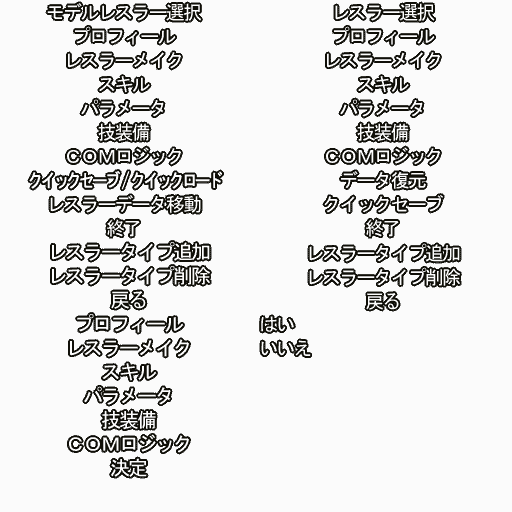 モデルレスラー選択
プロフィール
レスラーメイク
スキル
パラメータ
技装備
COMロジック
クイックセーブ/クイックロード
レスラーデータ移動
終了
レスラータイプ追加
レスラータイプ削除
戻る
プロフィール
レスラーメイク
スキル
パラメータ
技装備
COMロジック
決定
レスラー選択
プロフィール
レスラーメイク
スキル
パラメータ
技装備
COMロジック
データ復元
クイックセーブ
終了
レスラータイプ追加
レスラータイプ削除
戻る
はい
いいえ